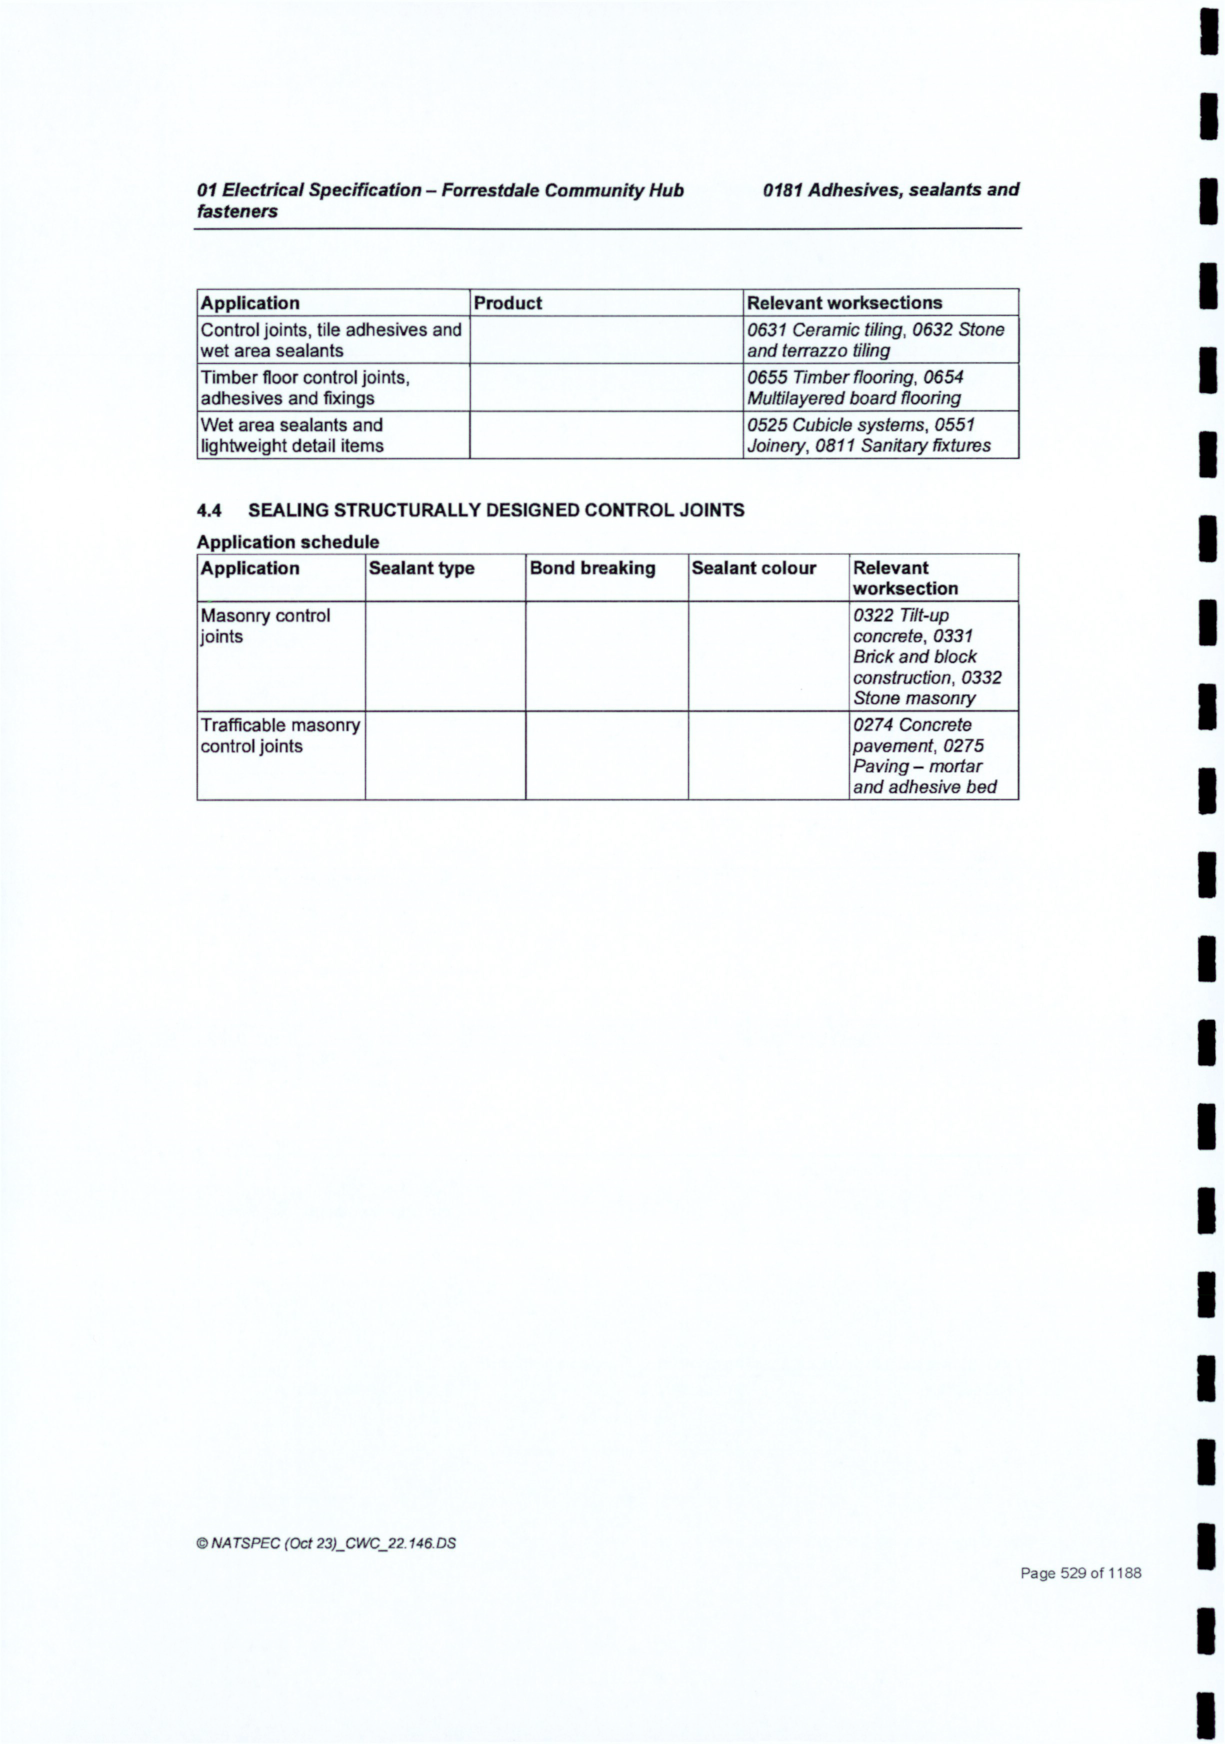 01 Electrical Specification – Forrestdale Community Hub 0181 Adhesives, sealants and
fasteners
Application Product Relevant worksections
Control joints, tile adhesives and 0631 Ceramic tiling, 0632 Stone
wet area sealants and terrazzo tiling
Timber floor control joints, 0655 Timber flooring, 0654
adhesives and fixings Multilayered board flooring
Wet area sealants and 0525 Cubicle systems, 0551
lightweight detail items Joinery, 0811 Sanitary fixtures
4.4 SEALING STRUCTURALLY DESIGNED CONTROL JOINTS
Application schedule
Application Sealant type Bond breaking Sealant colour Relevant
worksection
Masonry control 0322 Tilt-up
joints concrete, 0331
Brick and block
construction, 0332
Stone masonry
Trafficable masonry 0274 Concrete
control joints pavement, 0275
Paving – mortar
and adhesive bed
© NATSPEC (Oct 23)_CWC_22.146.DS
Page 529 of 1188